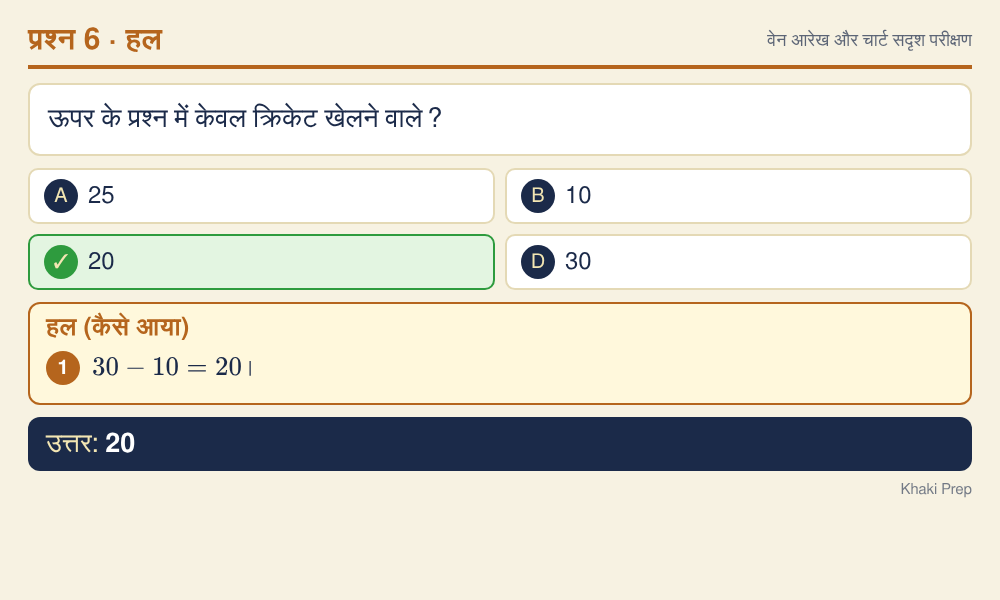 प्रश्न 6 · हल
वेन आरेख और चार्ट सदृश परीक्षण
ऊपर के प्रश्न में केवल क्रिकेट खेलने वाले ?
A 25
B 10
✓ 20
D 30
हल (कैसे आया)
1 30 − 10 = 20।
उत्तर: 20
Khaki Prep